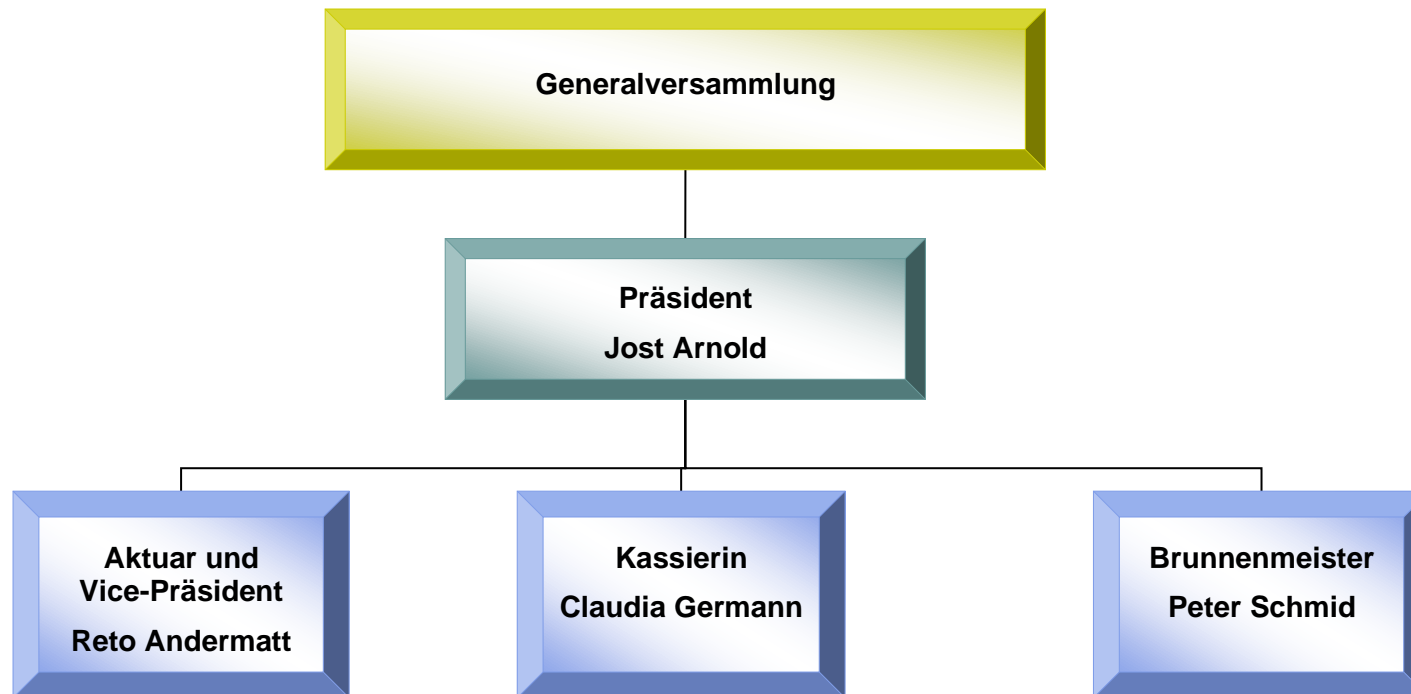 Generalversammlung
Präsident
Jost Arnold
Aktuar und
Vice-Präsident
Reto Andermatt
Kassierin
Claudia Germann
Brunnenmeister
Peter Schmid